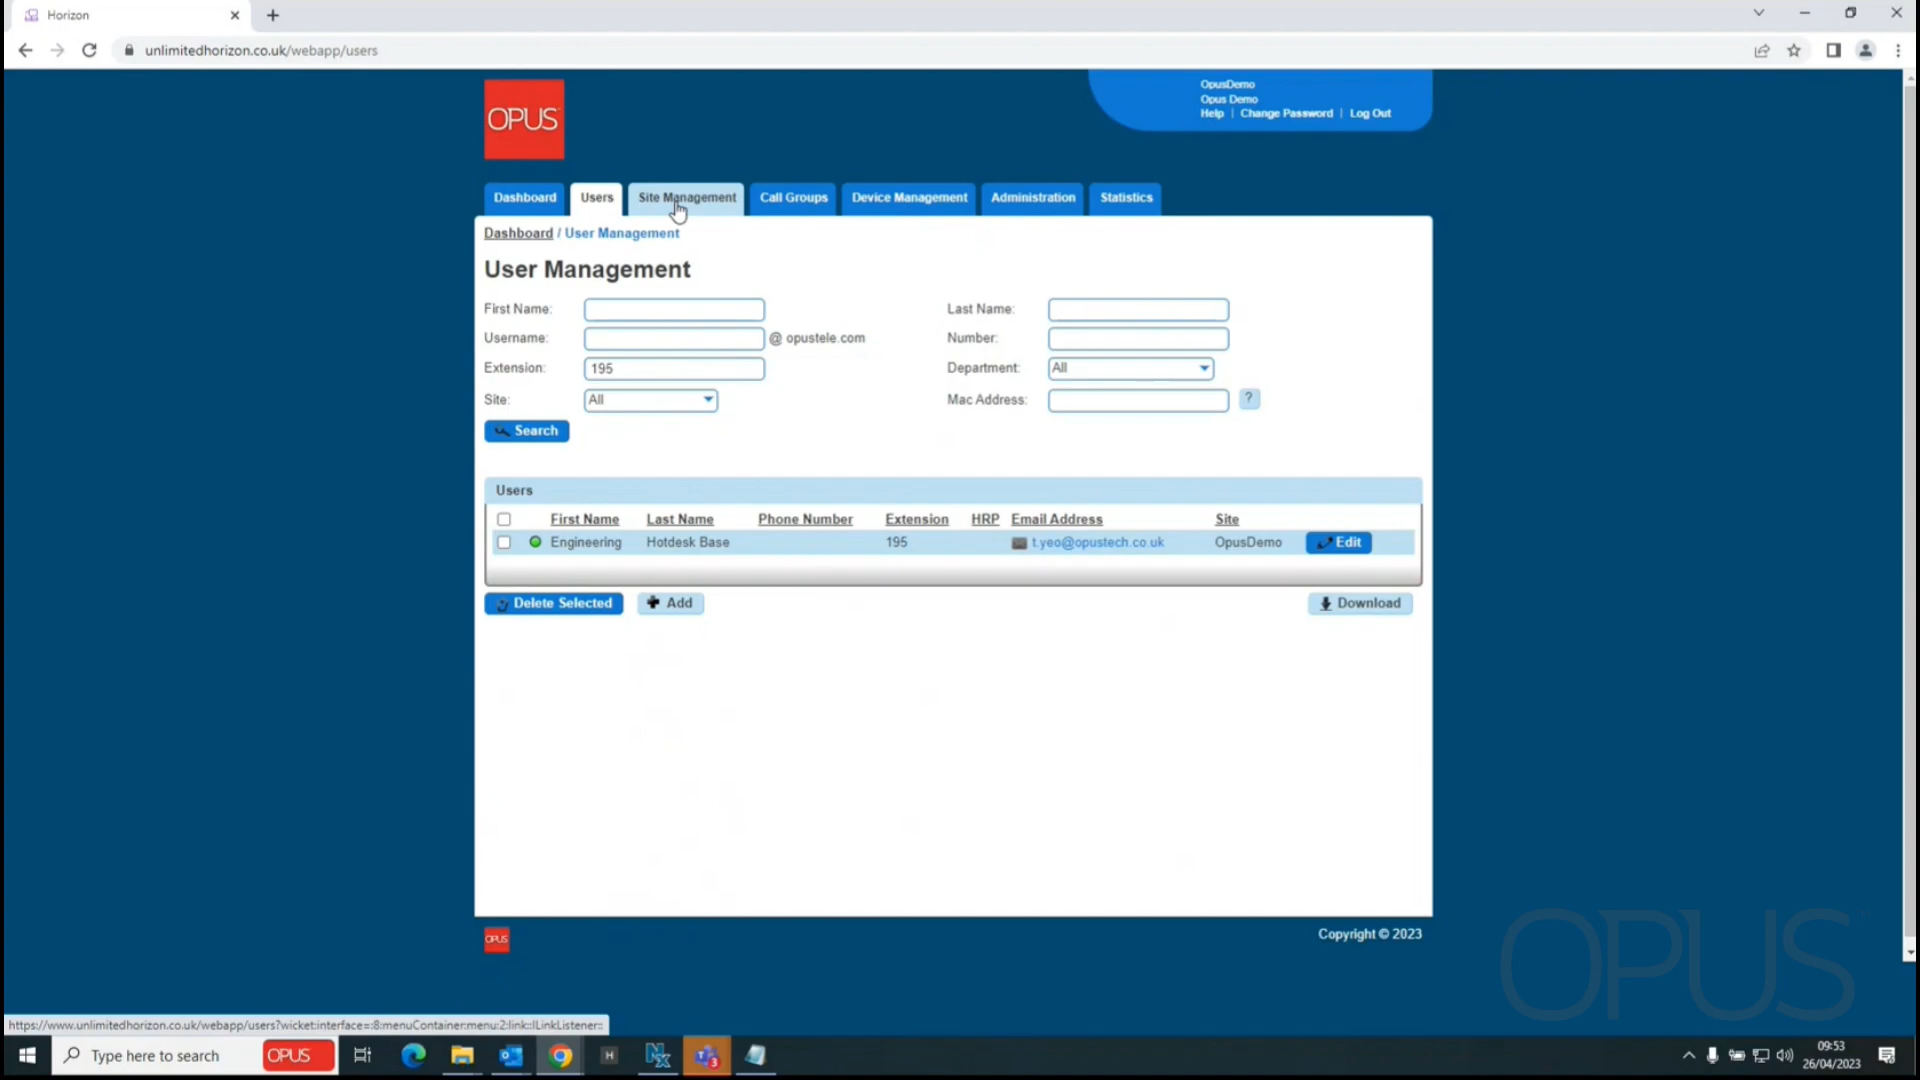 Horizon
unlimitedhorizon.co.uk/webapp/users
OPUS
OpusDemo
Opus Demo
Help | Change Password | Log Out
Dashboard Users Site Management Call Groups Device Management Administration Statistics
Dashboard / User Management
User Management
First Name: Last Name:
Username: @ opustele.com Number:
Extension: 195 Department: All
Site: All Mac Address: ?
Search
Users
First Name Last Name Phone Number Extension HRP Email Address Site
Engineering Hotdesk Base 195 t.yeo@opustech.co.uk OpusDemo Edit
Delete Selected Add Download
OPUS Copyright © 2023
OPUS
https://www.unlimitedhorizon.co.uk/webapp/users?wicket:interface=:8:menuContainer:menu:2:link::ILinkListener::
Type here to search OPUS H 3 09:53
26/04/2023